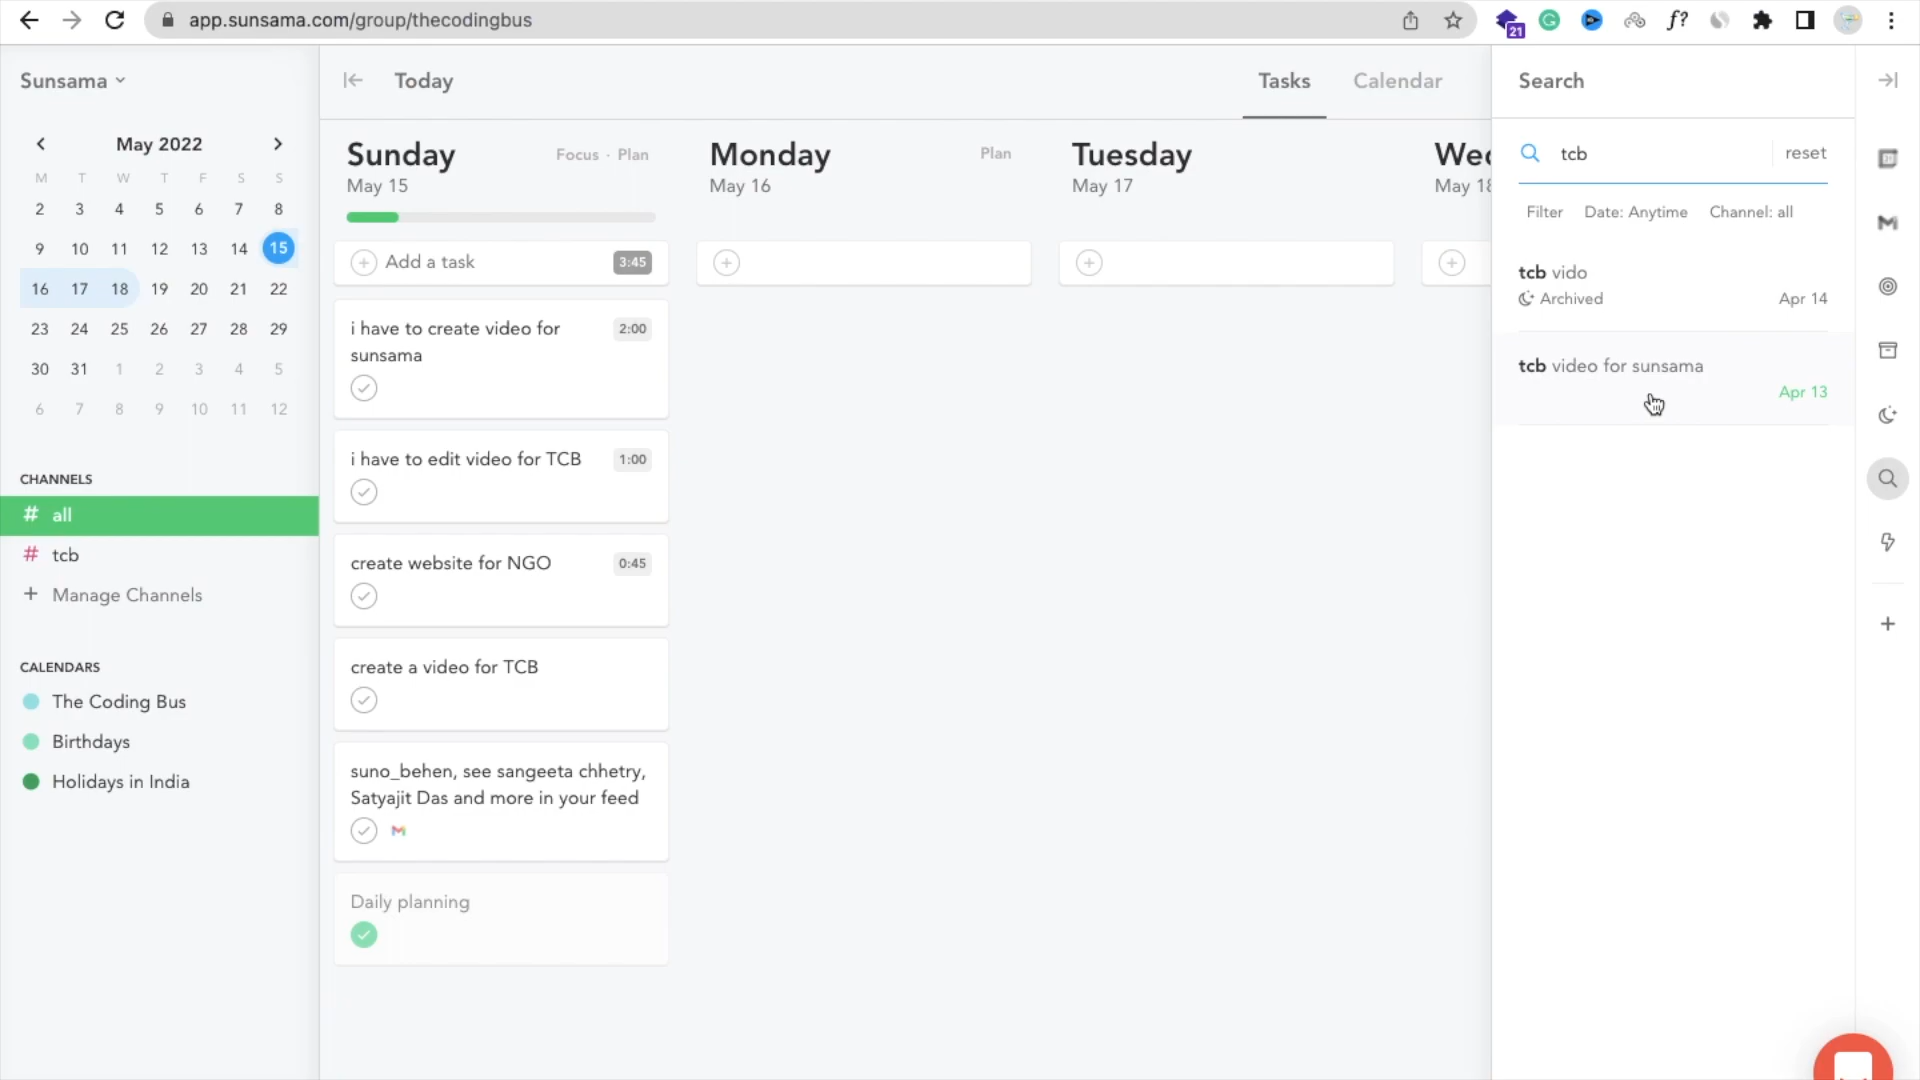 app.sunsama.com/group/thecodingbus
21
Sunsama
May 2022
M T W T F S S
2 3 4 5 6 7 8
9 10 11 12 13 14 15
16 17 18 19 20 21 22
23 24 25 26 27 28 29
30 31 1 2 3 4 5
6 7 8 9 10 11 12
CHANNELS
# all
# tcb
+ Manage Channels
CALENDARS
The Coding Bus
Birthdays
Holidays in India
Today
Tasks
Calendar
Sunday
Focus · Plan
May 15
Add a task
3:45
i have to create video for
sunsama
2:00
i have to edit video for TCB
1:00
create website for NGO
0:45
create a video for TCB
suno_behen, see sangeeta chhetry,
Satyajit Das and more in your feed
Daily planning
Monday
Plan
May 16
Tuesday
May 17
Wed
May 18
Search
tcb
reset
Filter
Date: Anytime
Channel: all
tcb vido
Archived
Apr 14
tcb video for sunsama
Apr 13